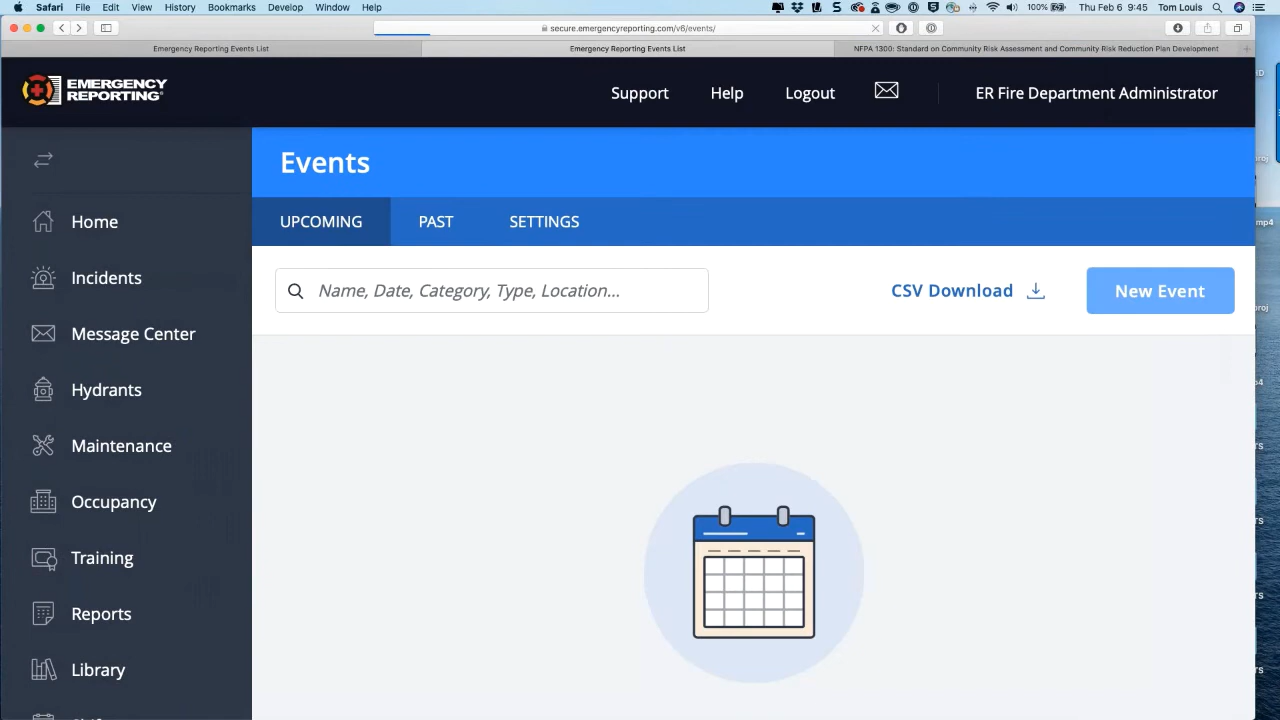 Safari File Edit View History Bookmarks Develop Window Help 100% Thu Feb 6 9:45 Tom Louis
secure.emergencyreporting.com/v6/events/
Emergency Reporting Events List Emergency Reporting Events List NFPA 1300: Standard on Community Risk Assessment and Community Risk Reduction Plan Development
EMERGENCY
REPORTING
Support Help Logout ER Fire Department Administrator
Events
UPCOMING PAST SETTINGS
Name, Date, Category, Type, Location... CSV Download New Event
Home
Incidents
Message Center
Hydrants
Maintenance
Occupancy
Training
Reports
Library